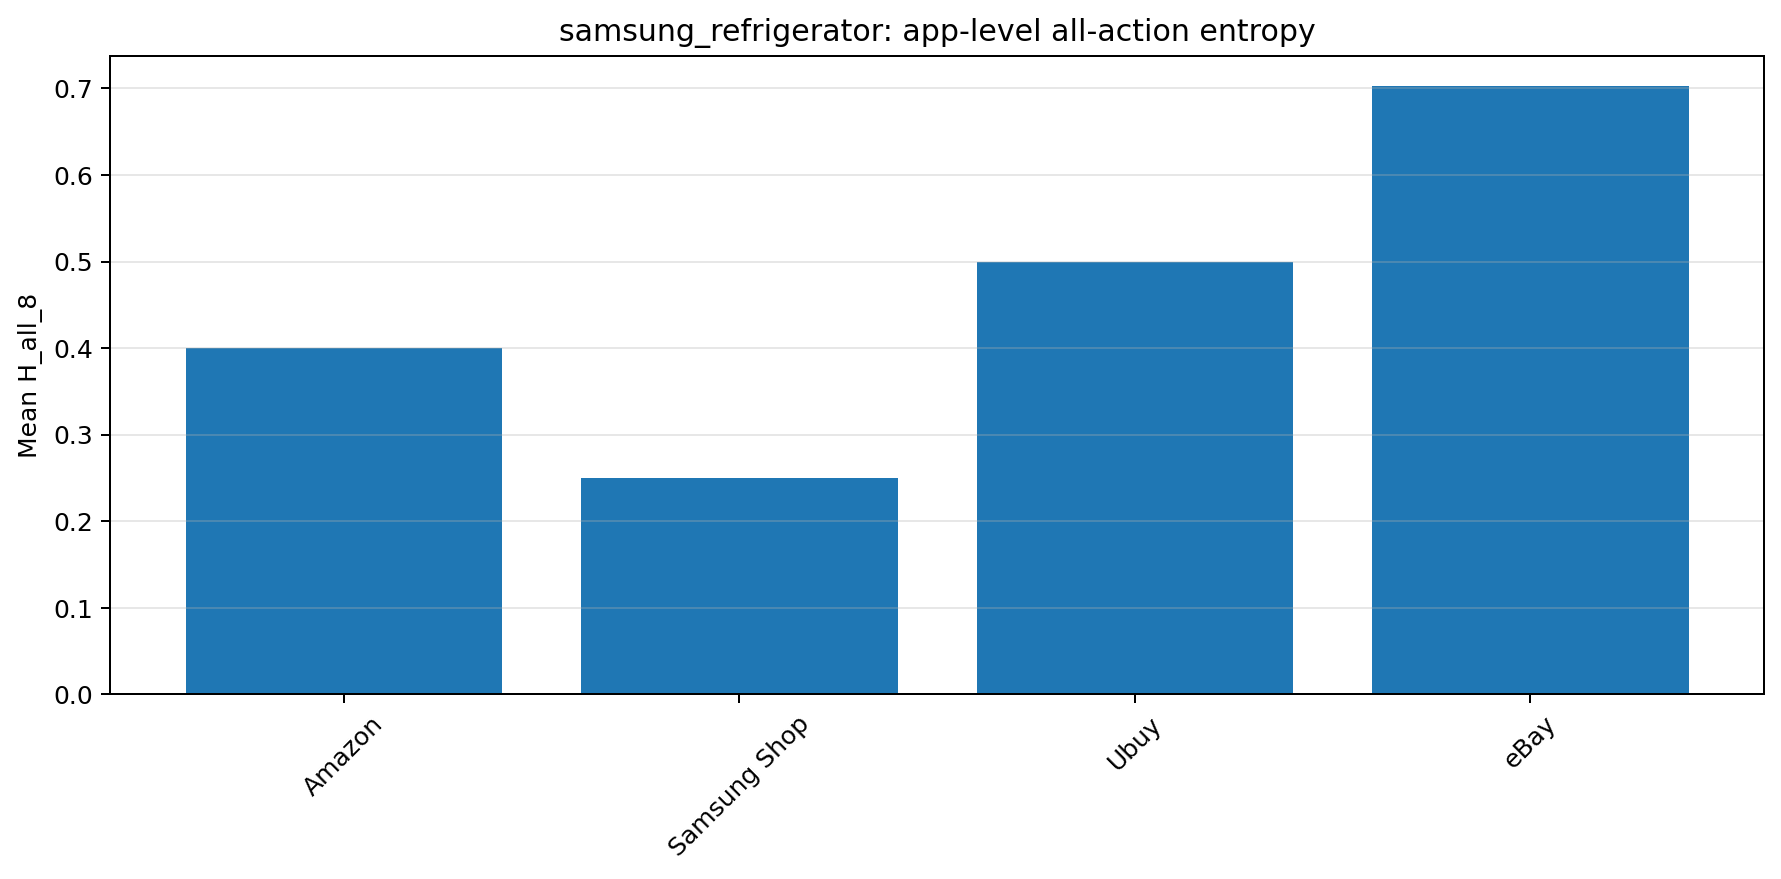 samsung_refrigerator: app-level all-action entropy
Mean H_all_8
0.7
0.6
0.5
0.4
0.3
0.2
0.1
0.0
Amazon
Samsung Shop
Ubuy
eBay